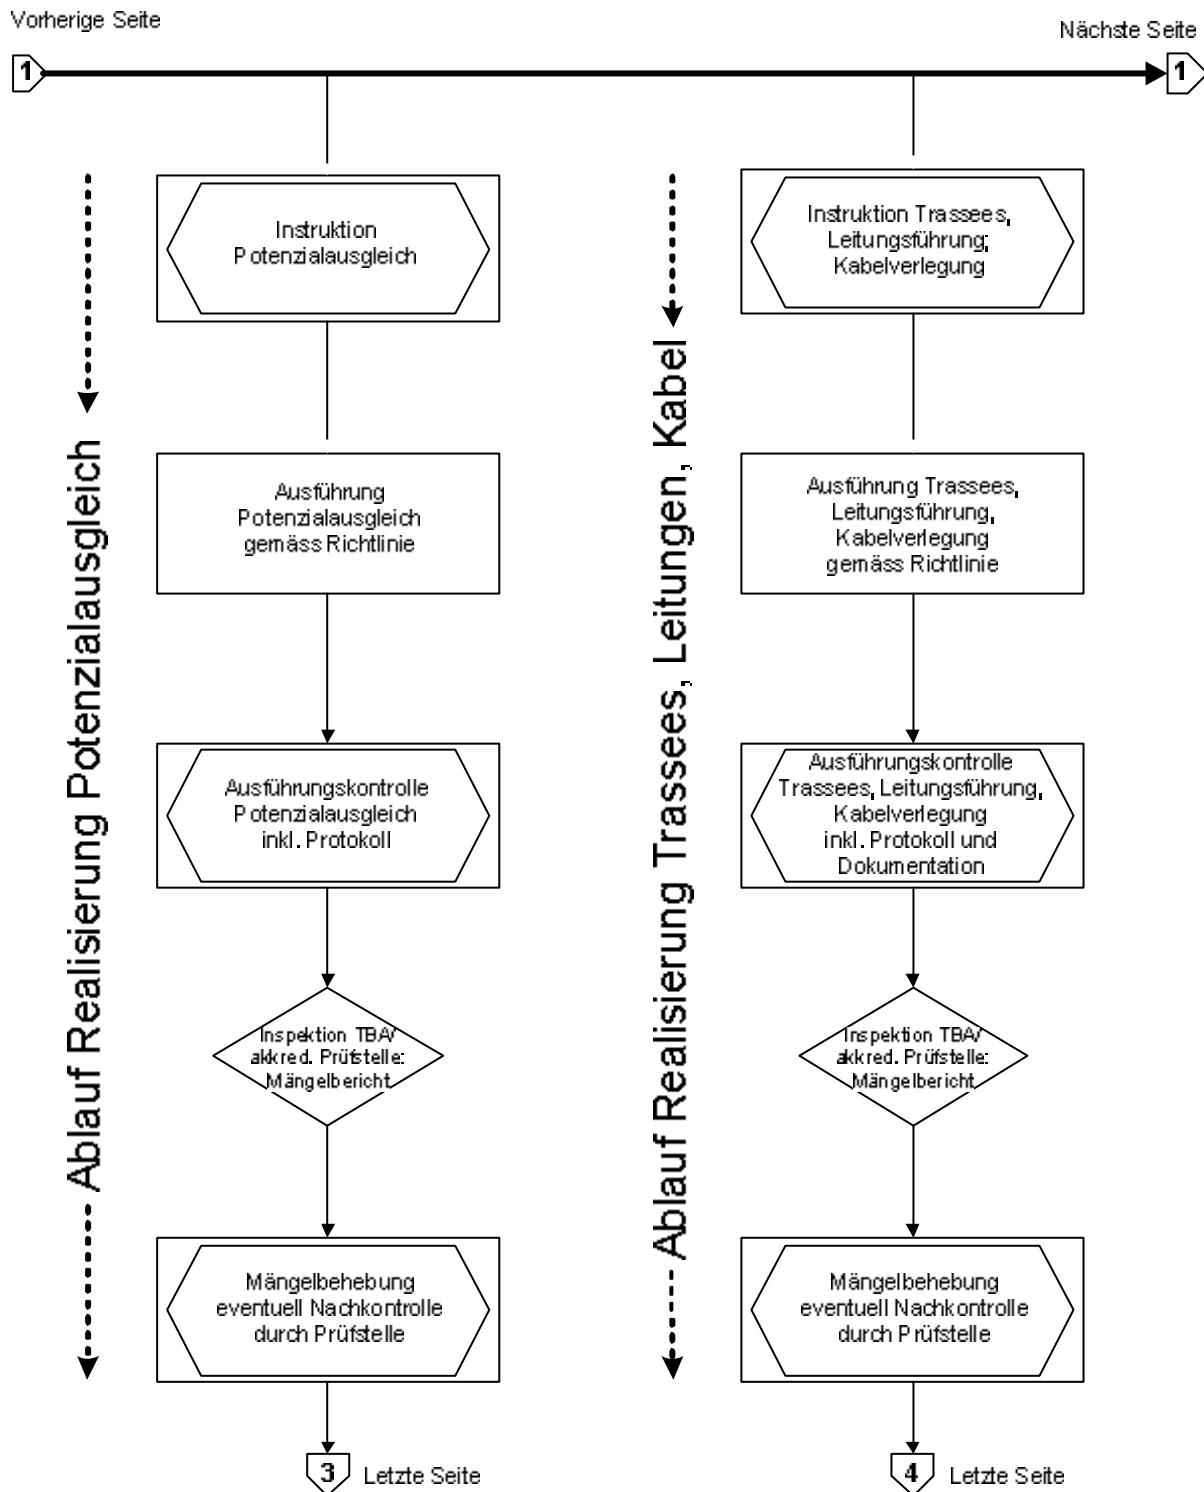 Vorherige Seite
Nächste Seite
1
1
Ablauf Realisierung Potenzialausgleich
Instruktion
Potenzialausgleich
Ausführung
Potenzialausgleich
gemäss Richtlinie
Ausführungskontrolle
Potenzialausgleich
inkl. Protokoll
Inspektion TBA/
akkred. Prüfstelle:
Mängelbericht
Mängelbehebung
eventuell Nachkontrolle
durch Prüfstelle
3
Letzte Seite
Ablauf Realisierung Trassees, Leitungen, Kabel
Instruktion Trassees,
Leitungsführung;
Kabelverlegung
Ausführung Trassees,
Leitungsführung,
Kabelverlegung
gemäss Richtlinie
Ausführungskontrolle
Trassees, Leitungsführung,
Kabelverlegung
inkl. Protokoll und
Dokumentation
Inspektion TBA/
akkred. Prüfstelle:
Mängelbericht
Mängelbehebung
eventuell Nachkontrolle
durch Prüfstelle
4
Letzte Seite